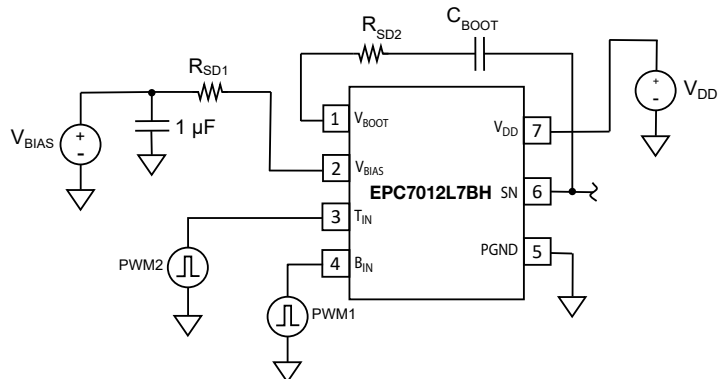 C_BOOT
R_SD2
R_SD1
V_BIAS
+
-
1 µF
1
V_BOOT
V_DD
7
+
-
V_DD
2
V_BIAS
EPC7012L7BH
SN
6
3
T_IN
PWM2
4
B_IN
PGND
5
PWM1